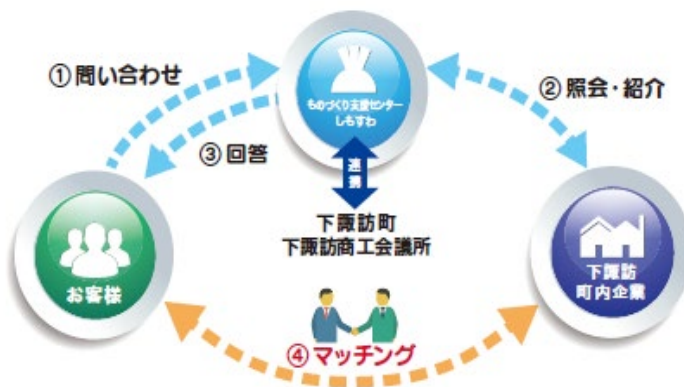 ① 問い合わせ
ものづくり支援センター
しもすわ
② 照会・紹介
③ 回答
連携
下諏訪町
下諏訪商工会議所
お客様
下諏訪
町内企業
④ マッチング